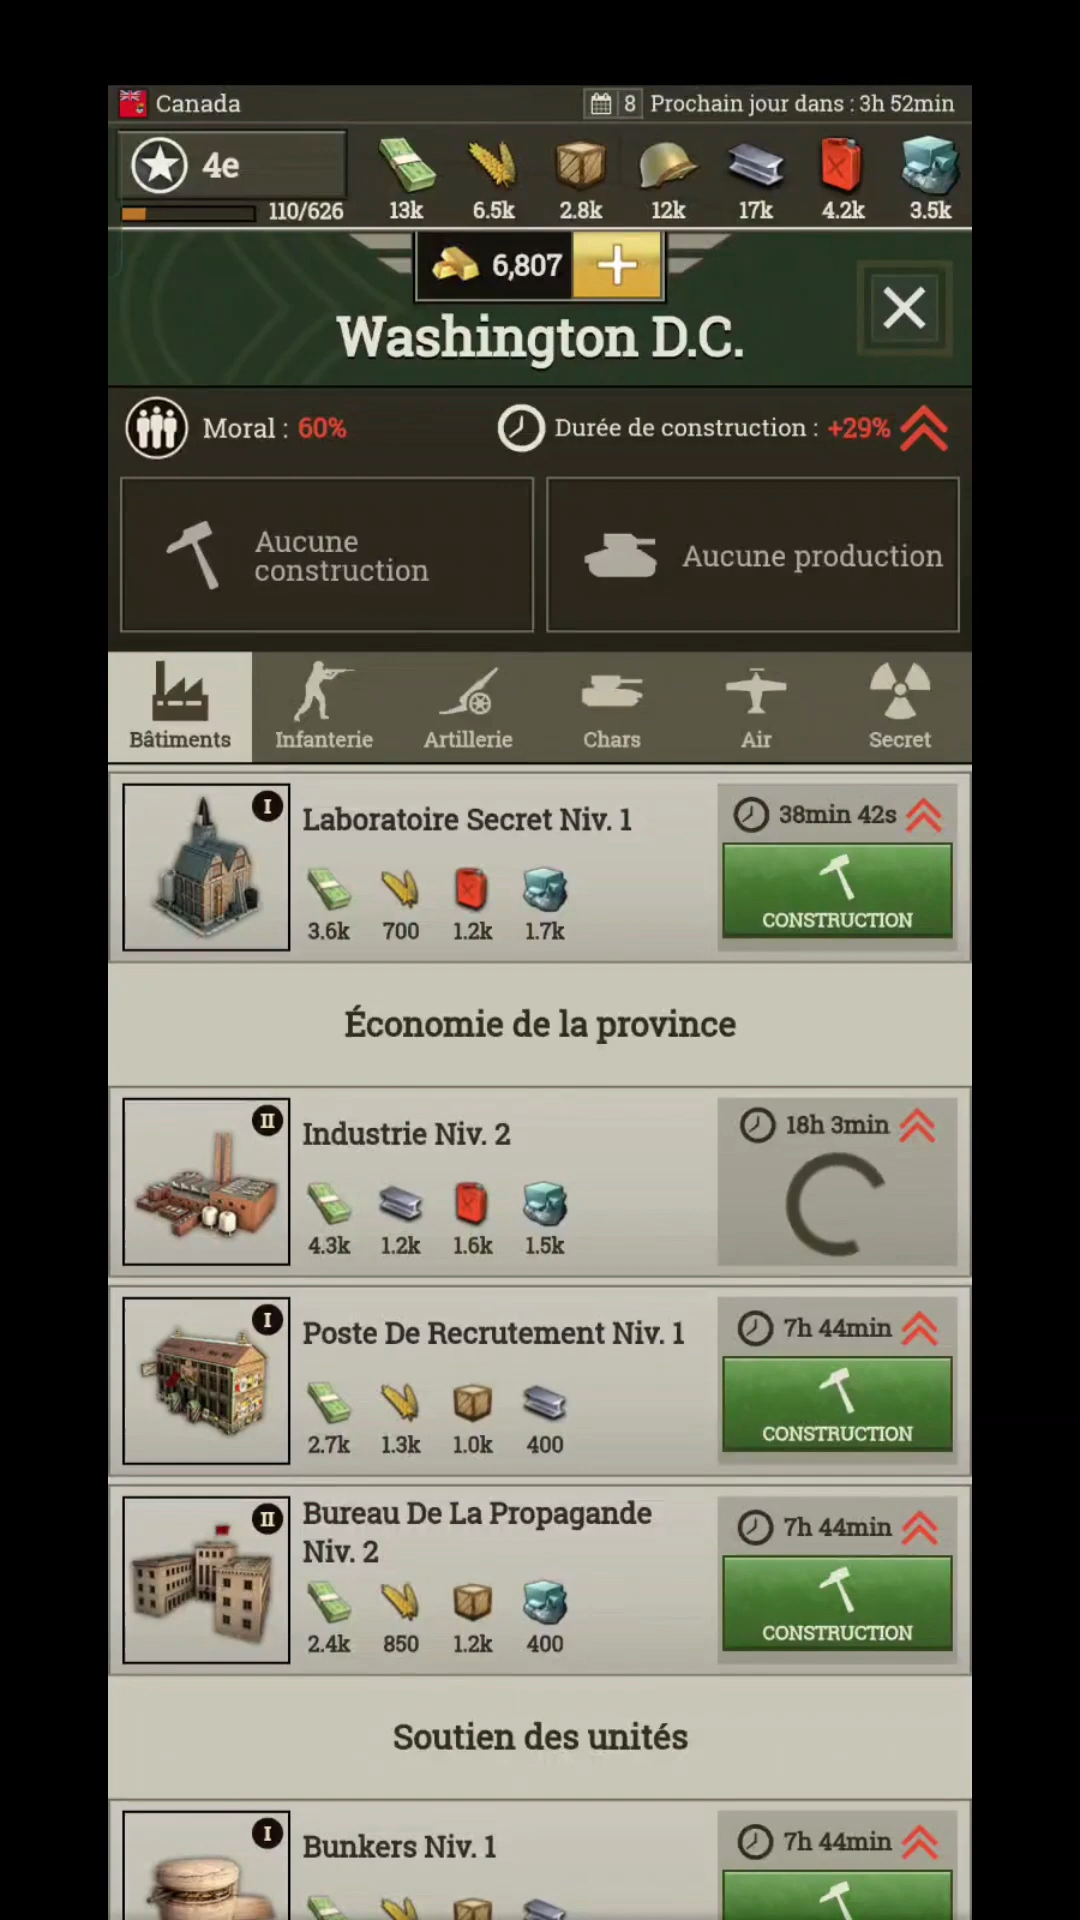 Canada
8 Prochain jour dans : 3h 52min
4e
110/626
13k 6.5k 2.8k 12k 17k 4.2k 3.5k
6,807
Washington D.C.
Moral : 60%
Durée de construction : +29%
Aucune
construction
Aucune production
Bâtiments Infanterie Artillerie Chars Air Secret
I
Laboratoire Secret Niv. 1
38min 42s
3.6k 700 1.2k 1.7k
CONSTRUCTION
Économie de la province
II
Industrie Niv. 2
18h 3min
4.3k 1.2k 1.6k 1.5k
I
Poste De Recrutement Niv. 1
7h 44min
2.7k 1.3k 1.0k 400
CONSTRUCTION
II
Bureau De La Propagande
Niv. 2
7h 44min
2.4k 850 1.2k 400
CONSTRUCTION
Soutien des unités
I
Bunkers Niv. 1
7h 44min